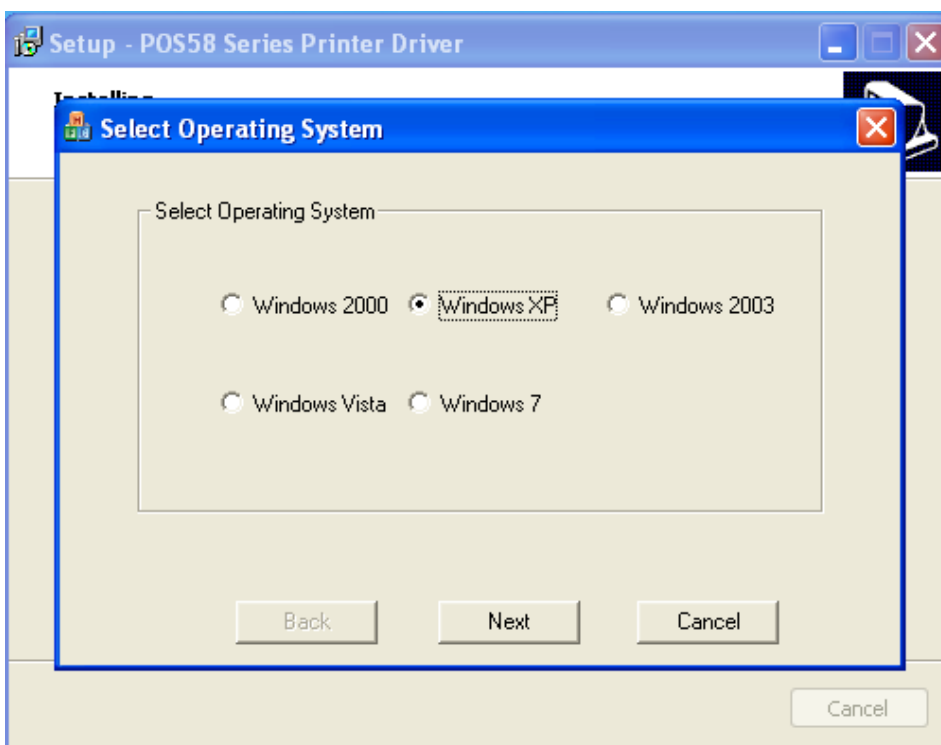 Setup - POS58 Series Printer Driver
Installing
Select Operating System
Select Operating System
Windows 2000 Windows XP Windows 2003
Windows Vista Windows 7
Back Next Cancel
Cancel